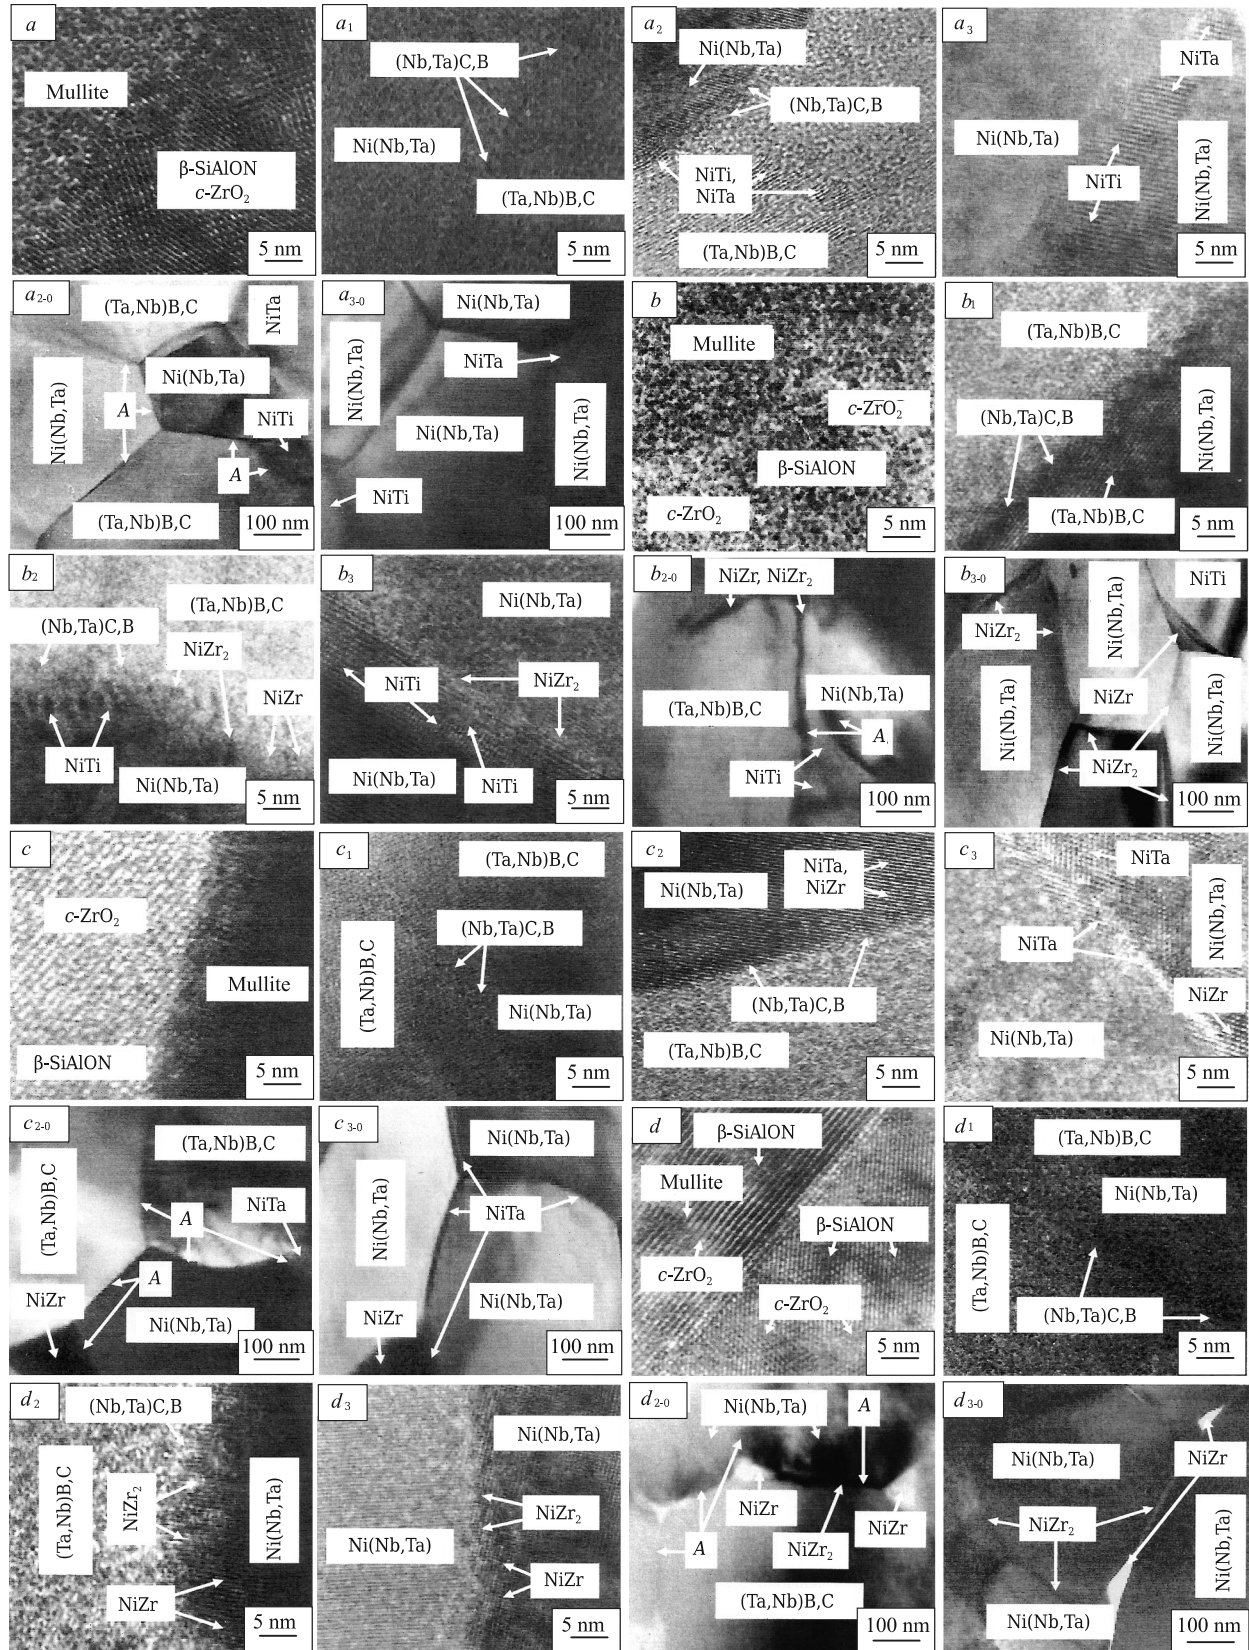 a
Mullite
β-SiAlON
c-ZrO2
5 nm
a1
(Nb,Ta)C,B
Ni(Nb,Ta)
(Ta,Nb)B,C
5 nm
a2
Ni(Nb,Ta)
(Nb,Ta)C,B
NiTi,
NiTa
(Ta,Nb)B,C
5 nm
a3
NiTa
Ni(Nb,Ta)
NiTi
Ni(Nb,Ta)
5 nm
a2-0
(Ta,Nb)B,C
NiTa
Ni(Nb,Ta)
Ni(Nb,Ta)
A
NiTi
A
(Ta,Nb)B,C
100 nm
a3-0
Ni(Nb,Ta)
Ni(Nb,Ta)
NiTa
Ni(Nb,Ta)
Ni(Nb,Ta)
NiTi
100 nm
b
Mullite
c-ZrO2
β-SiAlON
c-ZrO2
5 nm
b1
(Ta,Nb)B,C
Ni(Nb,Ta)
(Nb,Ta)C,B
(Ta,Nb)B,C
5 nm
b2
(Ta,Nb)B,C
(Nb,Ta)C,B
NiZr2
NiZr
NiTi
Ni(Nb,Ta)
5 nm
b3
Ni(Nb,Ta)
NiTi
NiZr2
Ni(Nb,Ta)
NiTi
5 nm
b2-0
NiZr, NiZr2
Ni(Nb,Ta)
(Ta,Nb)B,C
A
NiTi
100 nm
b3-0
NiTi
Ni(Nb,Ta)
NiZr2
NiZr
Ni(Nb,Ta)
Ni(Nb,Ta)
NiZr2
100 nm
c
c-ZrO2
Mullite
β-SiAlON
5 nm
c1
(Ta,Nb)B,C
(Nb,Ta)C,B
(Ta,Nb)B,C
Ni(Nb,Ta)
5 nm
c2
NiTa,
NiZr
Ni(Nb,Ta)
(Nb,Ta)C,B
(Ta,Nb)B,C
5 nm
c3
NiTa
Ni(Nb,Ta)
NiTa
NiZr
Ni(Nb,Ta)
5 nm
c2-0
(Ta,Nb)B,C
(Ta,Nb)B,C
A
NiTa
A
NiZr
Ni(Nb,Ta)
100 nm
c3-0
Ni(Nb,Ta)
Ni(Nb,Ta)
NiTa
Ni(Nb,Ta)
NiZr
100 nm
d
β-SiAlON
Mullite
β-SiAlON
c-ZrO2
c-ZrO2
5 nm
d1
(Ta,Nb)B,C
Ni(Nb,Ta)
(Ta,Nb)B,C
(Nb,Ta)C,B
5 nm
d2
(Nb,Ta)C,B
(Ta,Nb)B,C
NiZr2
Ni(Nb,Ta)
NiZr
5 nm
d3
Ni(Nb,Ta)
NiZr2
Ni(Nb,Ta)
NiZr
5 nm
d2-0
Ni(Nb,Ta)
A
NiZr
NiZr
A
NiZr2
(Ta,Nb)B,C
100 nm
d3-0
Ni(Nb,Ta)
NiZr
NiZr2
Ni(Nb,Ta)
Ni(Nb,Ta)
100 nm